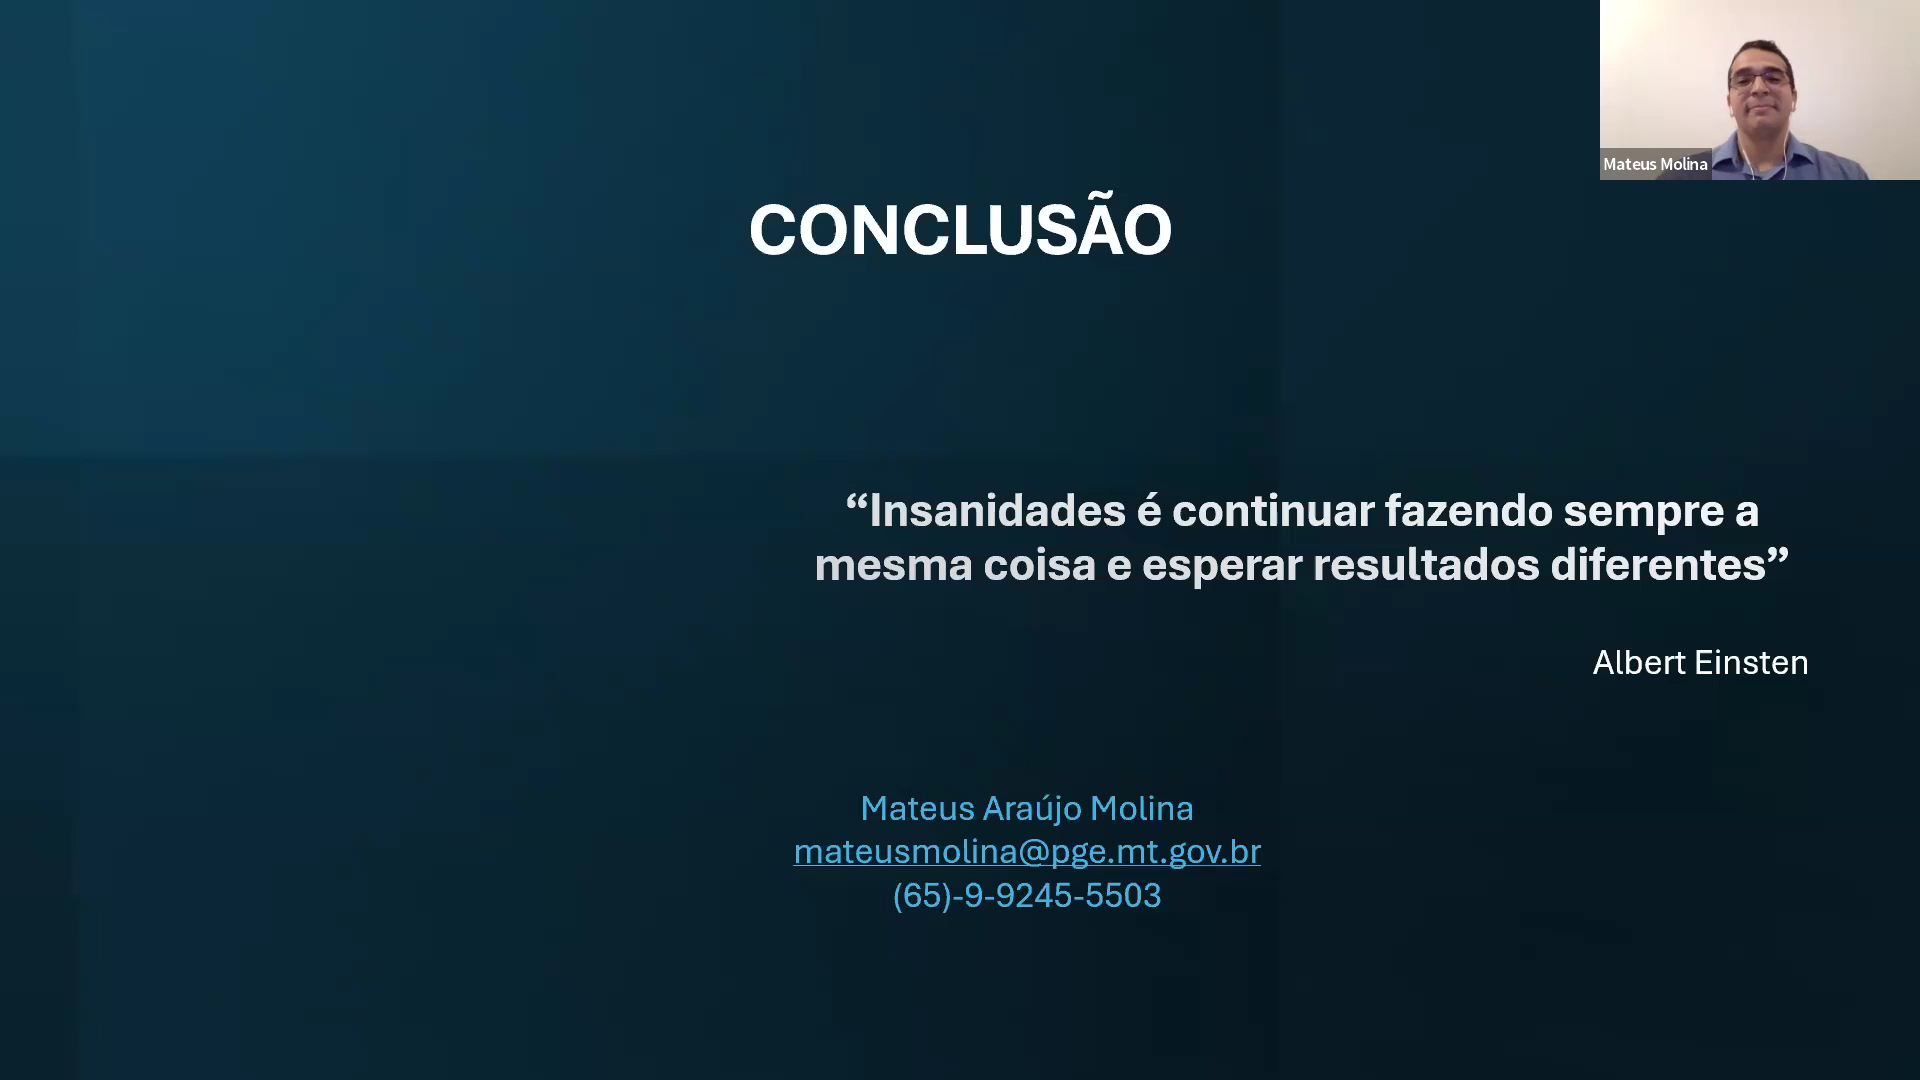 Mateus Molina
CONCLUSÃO
“Insanidades é continuar fazendo sempre a
mesma coisa e esperar resultados diferentes”
Albert Einsten
Mateus Araújo Molina
mateusmolina@pge.mt.gov.br
(65)-9-9245-5503